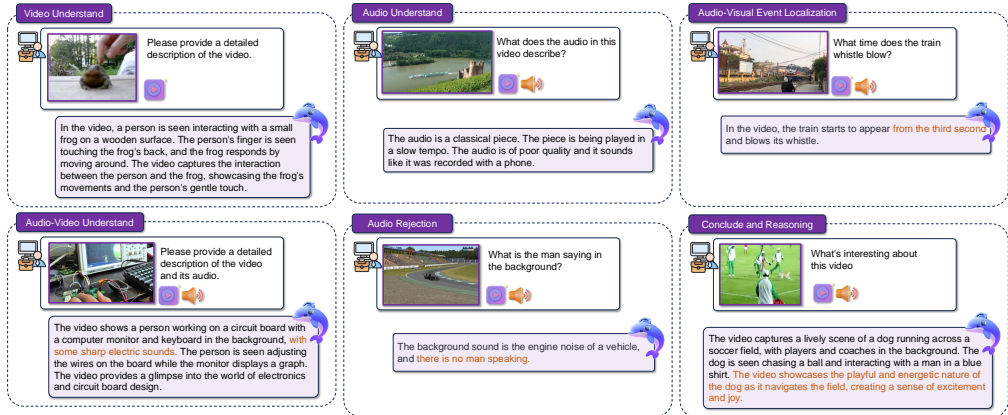 Video Understand
Please provide a detailed
description of the video.
In the video, a person is seen interacting with a small
frog on a wooden surface. The person's finger is seen
touching the frog's back, and the frog responds by
moving around. The video captures the interaction
between the person and the frog, showcasing the frog's
movements and the person's gentle touch.
Audio Understand
What does the audio in this
video describe?
The audio is a classical piece. The piece is being played in
a slow tempo. The audio is of poor quality and it sounds
like it was recorded with a phone.
Audio-Visual Event Localization
What time does the train
whistle blow?
In the video, the train starts to appear from the third second
and blows its whistle.
Audio-Video Understand
Please provide a detailed
description of the video
and its audio.
The video shows a person working on a circuit board with
a computer monitor and keyboard in the background, with
some sharp electric sounds. The person is seen adjusting
the wires on the board while the monitor displays a graph.
The video provides a glimpse into the world of electronics
and circuit board design.
Audio Rejection
What is the man saying in
the background?
The background sound is the engine noise of a vehicle,
and there is no man speaking.
Conclude and Reasoning
What's interesting about
this video
The video captures a lively scene of a dog running across a
soccer field, with players and coaches in the background. The
dog is seen chasing a ball and interacting with a man in a blue
shirt. The video showcases the playful and energetic nature of
the dog as it navigates the field, creating a sense of excitement
and joy.